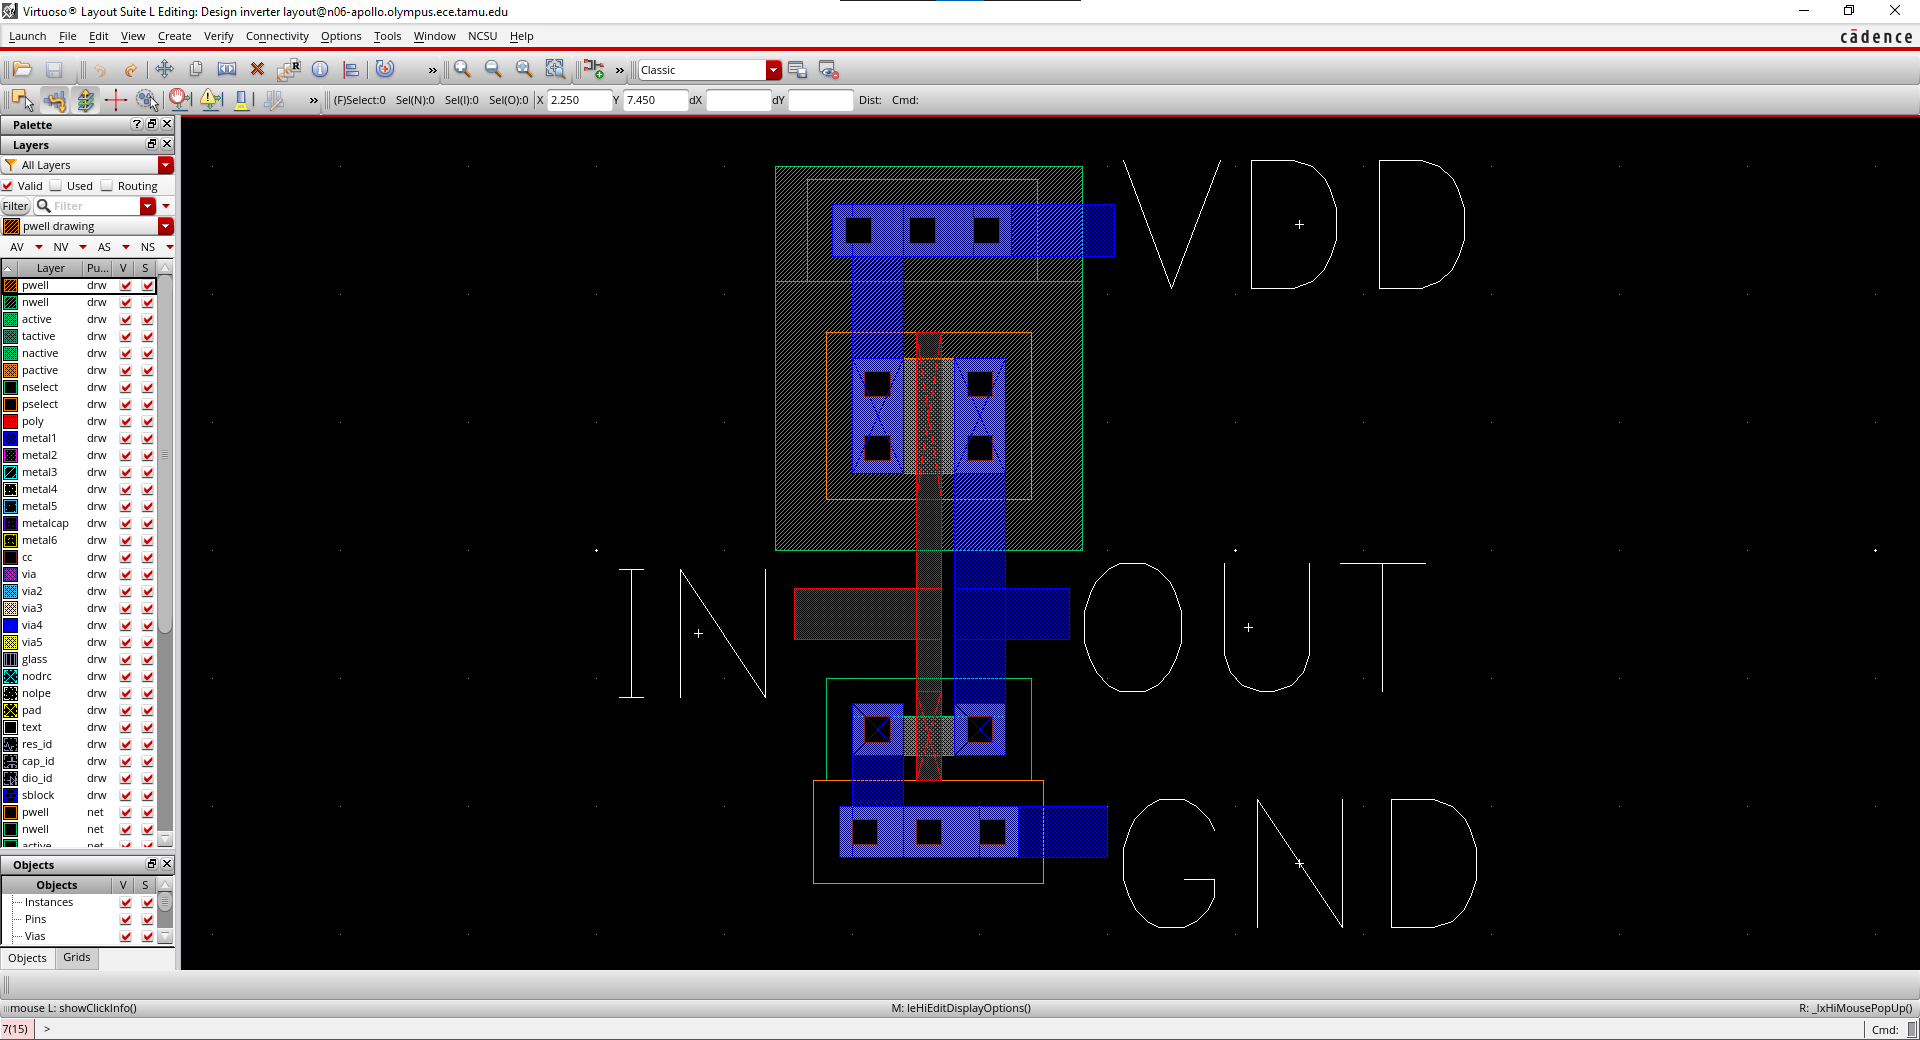 Virtuoso® Layout Suite L Editing: Design inverter layout@n06-apollo.olympus.ece.tamu.edu
Launch File Edit View Create Verify Connectivity Options Tools Window NCSU Help
cādence
» » Classic
» (F)Select:0 Sel(N):0 Sel(I):0 Sel(O):0 X 2.250 Y 7.450 dX dY Dist: Cmd:
Palette
Layers
All Layers
Valid Used Routing
Filter Filter
pwell drawing
AV NV AS NS
Layer Pu... V S
pwell drw
nwell drw
active drw
tactive drw
nactive drw
pactive drw
nselect drw
pselect drw
poly drw
metal1 drw
metal2 drw
metal3 drw
metal4 drw
metal5 drw
metalcap drw
metal6 drw
cc drw
via drw
via2 drw
via3 drw
via4 drw
via5 drw
glass drw
nodrc drw
nolpe drw
pad drw
text drw
res_id drw
cap_id drw
dio_id drw
sblock drw
pwell net
nwell net
active net
Objects
Objects V S
Instances
Pins
Vias
Objects Grids
VDD
IN OUT
GND
mouse L: showClickInfo() M: leHiEditDisplayOptions() R: _lxHiMousePopUp()
7(15) > Cmd: